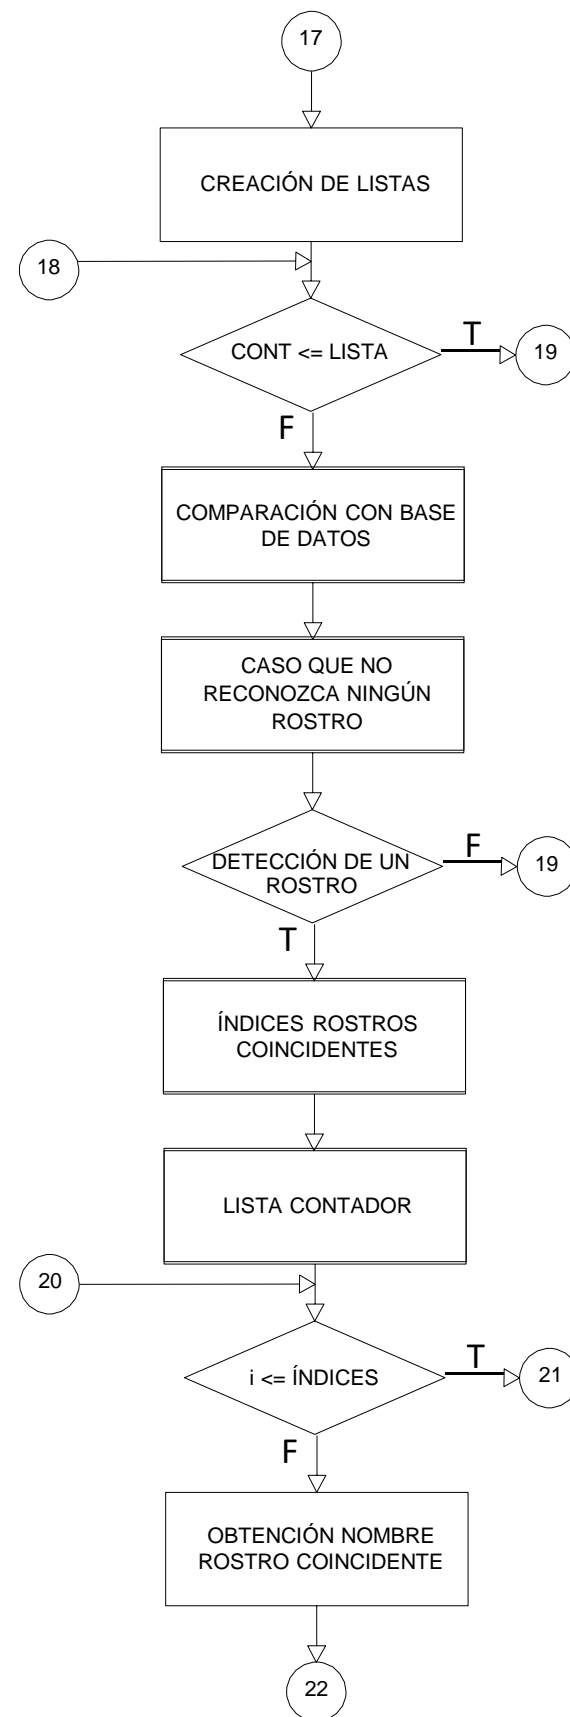 17
CREACIÓN DE LISTAS
18
CONT <= LISTA
T
19
F
COMPARACIÓN CON BASE
DE DATOS
CASO QUE NO
RECONOZCA NINGÚN
ROSTRO
DETECCIÓN DE UN
ROSTRO
F
19
T
ÍNDICES ROSTROS
COINCIDENTES
LISTA CONTADOR
20
i <= ÍNDICES
T
21
F
OBTENCIÓN NOMBRE
ROSTRO COINCIDENTE
22